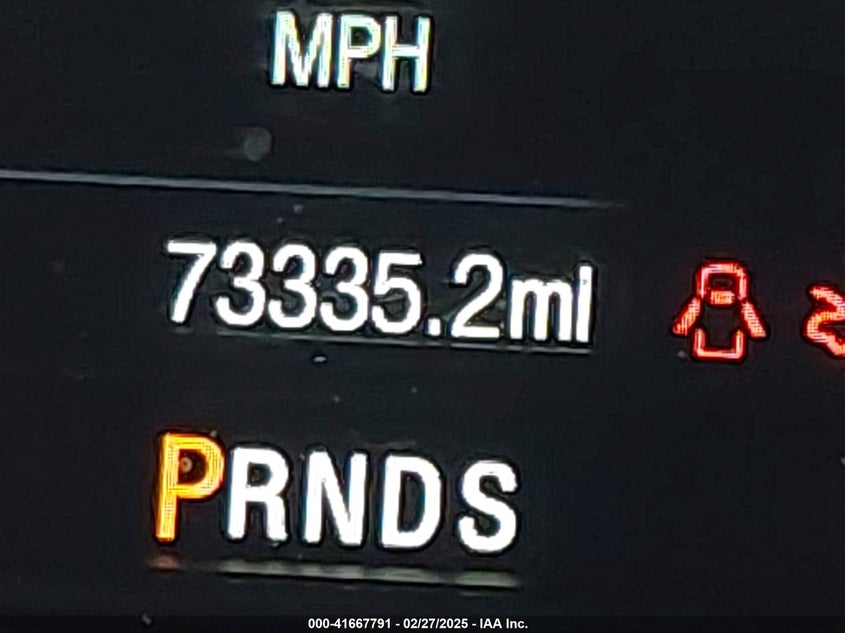 MPH
73335.2mi
PRNDS
000-41667791 - 02/27/2025 - IAA Inc.